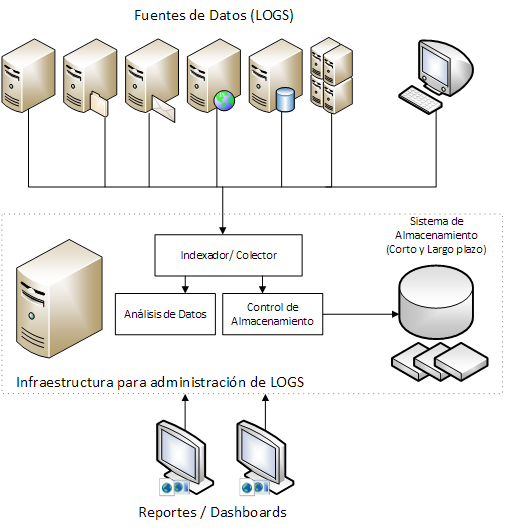 Fuentes de Datos (LOGS)
Sistema de
Almacenamiento
(Corto y Largo plazo)
Indexador/ Colector
Análisis de Datos
Control de
Almacenamiento
Infraestructura para administración de LOGS
Reportes / Dashboards